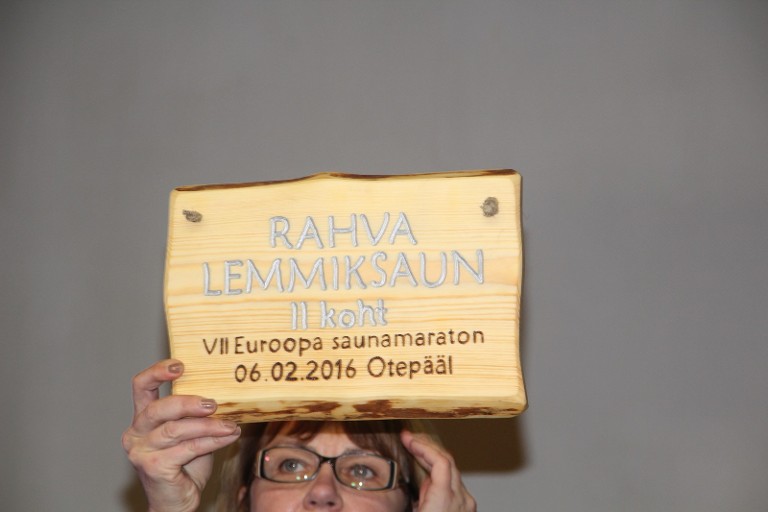 RAHVA
LEMMIKSAUN
II koht
VII Euroopa saunamaraton
06.02.2016 Otepääl